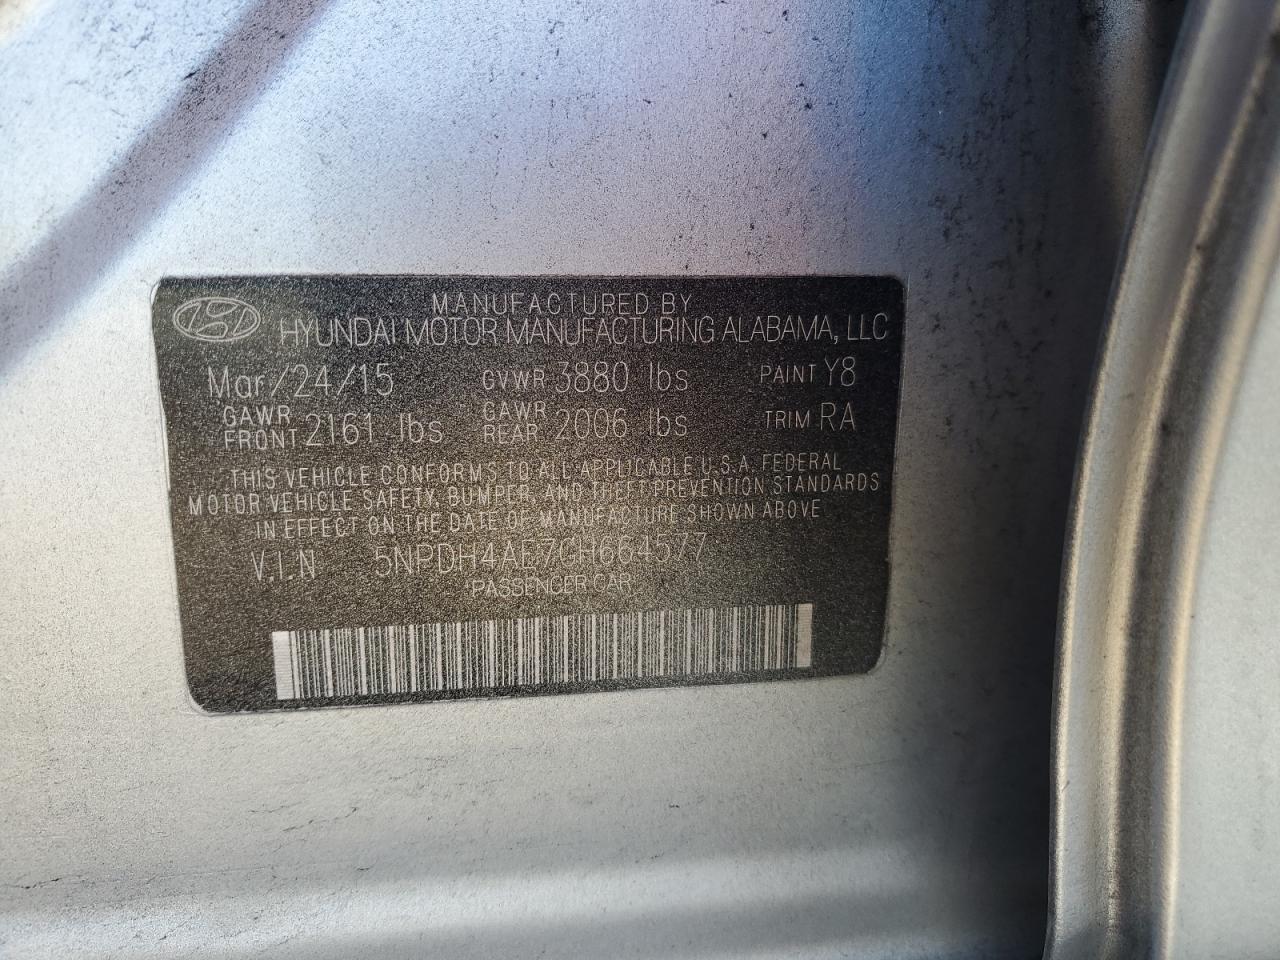 MANUFACTURED BY
HYUNDAI MOTOR MANUFACTURING ALABAMA, LLC
Mar/24/15 GVWR 3880 lbs PAINT Y8
GAWR FRONT 2161 lbs GAWR REAR 2006 lbs TRIM RA
THIS VEHICLE CONFORMS TO ALL APPLICABLE U.S.A. FEDERAL
MOTOR VEHICLE SAFETY, BUMPER, AND THEFT PREVENTION STANDARDS
IN EFFECT ON THE DATE OF MANUFACTURE SHOWN ABOVE
V.I.N 5NPDH4AE7GH664577
PASSENGER CAR